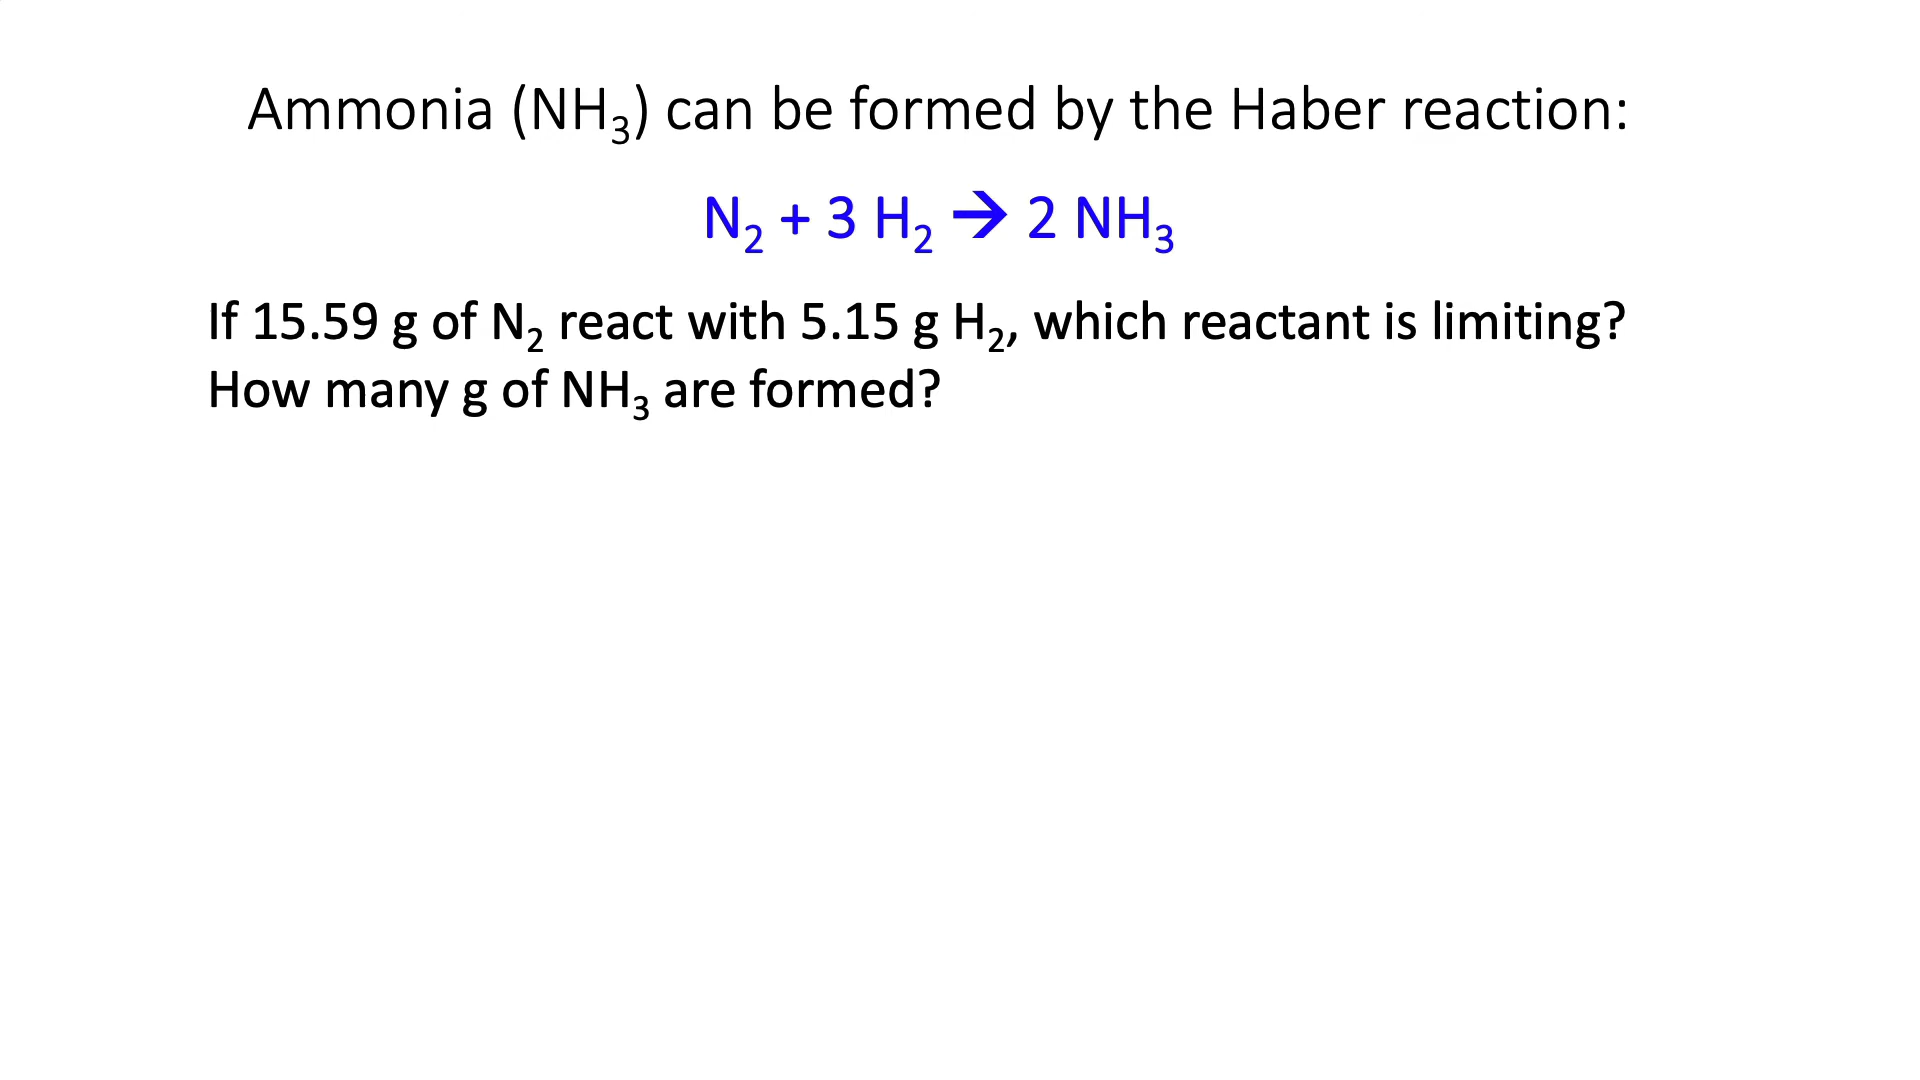 Ammonia (NH₃) can be formed by the Haber reaction:
N₂ + 3 H₂ → 2 NH₃
If 15.59 g of N₂ react with 5.15 g H₂, which reactant is limiting?
How many g of NH₃ are formed?